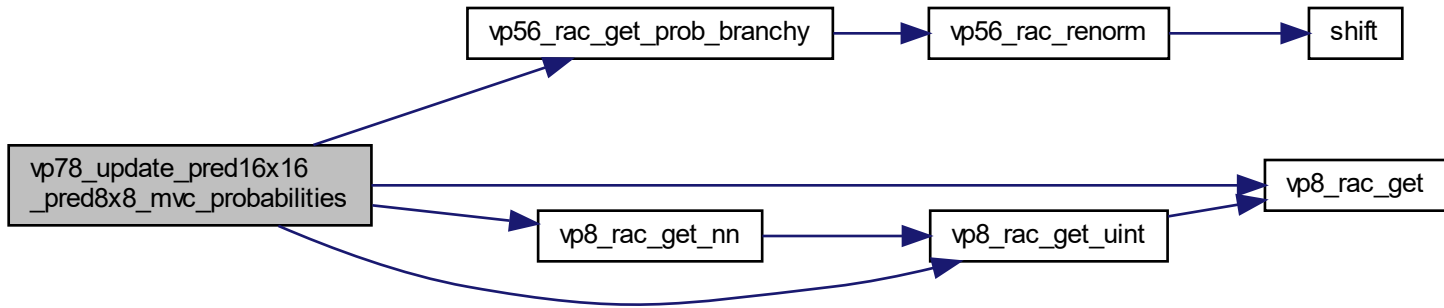 vp56_rac_get_prob_branchy
vp56_rac_renorm
shift
vp78_update_pred16x16
_pred8x8_mvc_probabilities
vp8_rac_get
vp8_rac_get_nn
vp8_rac_get_uint